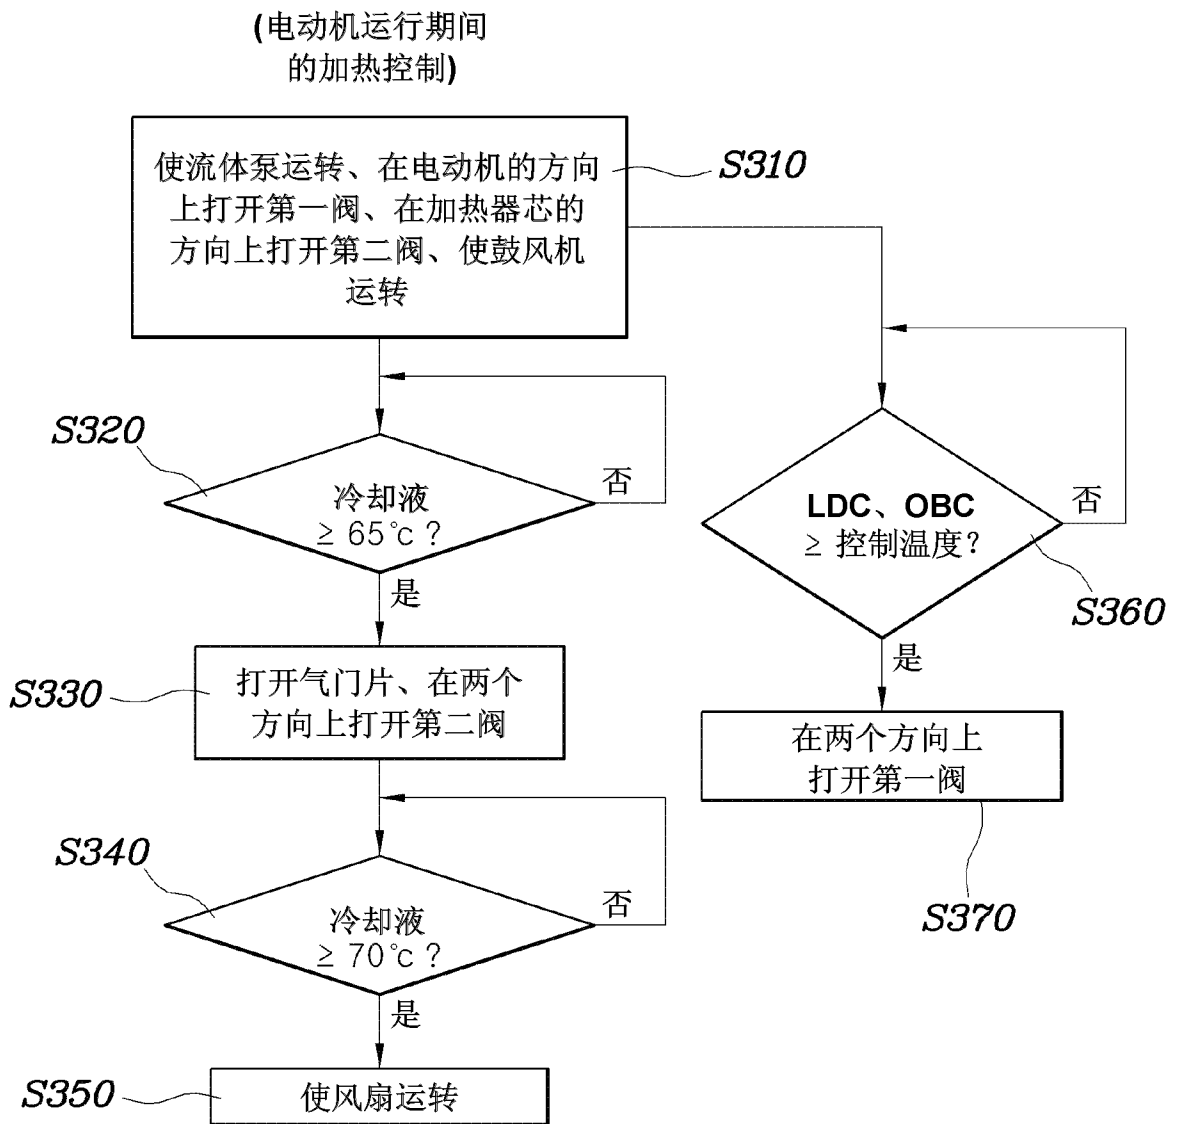 (电动机运行期间
的加热控制)
使流体泵运转、在电动机的方向
上打开第一阀、在加热器芯的
方向上打开第二阀、使鼓风机
运转
S310
S320
冷却液
≥ 65℃ ?
否
是
S330
打开气门片、在两个
方向上打开第二阀
S340
冷却液
≥ 70℃ ?
否
是
S350
使风扇运转
LDC、OBC
≥ 控制温度?
否
S360
是
在两个方向上
打开第一阀
S370